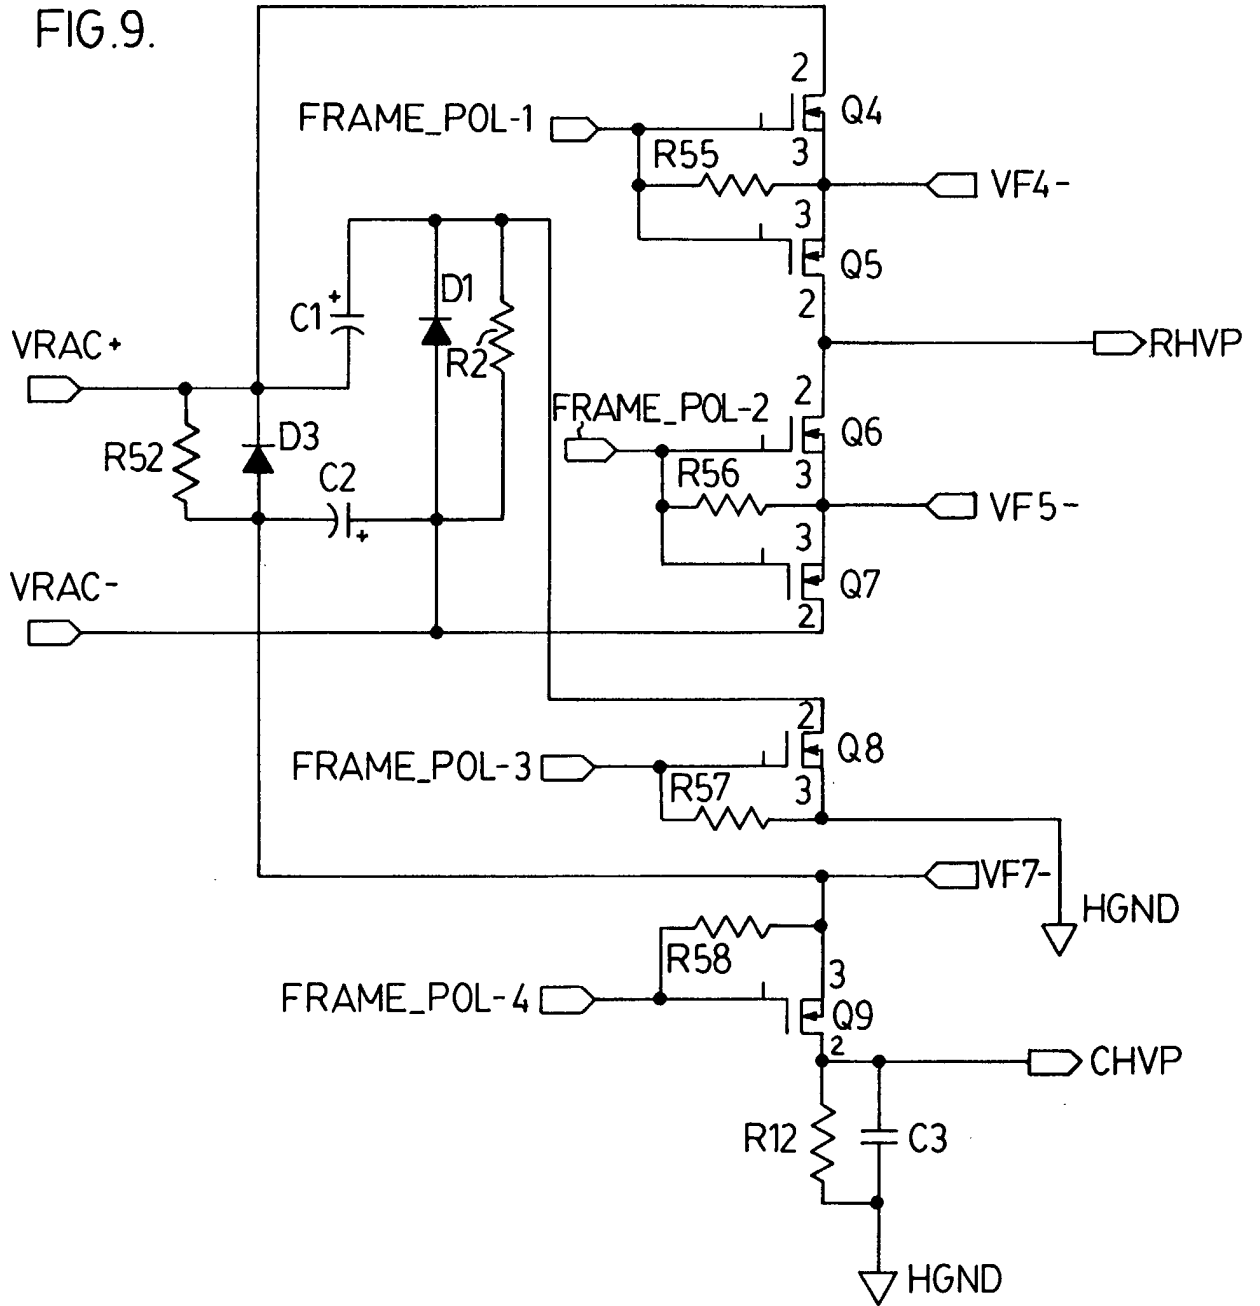 FIG.9.
2
FRAME_POL-1
Q4
3
R55
VF4-
3
Q5
2
C1
+
D1
R2
VRAC+
RHVP
2
FRAME_POL-2
Q6
D3
R52
C2
+
R56
3
VF5-
3
Q7
2
VRAC-
2
Q8
FRAME_POL-3
R57
3
VF7-
HGND
R58
3
FRAME_POL-4
Q9
2
CHVP
R12
C3
HGND